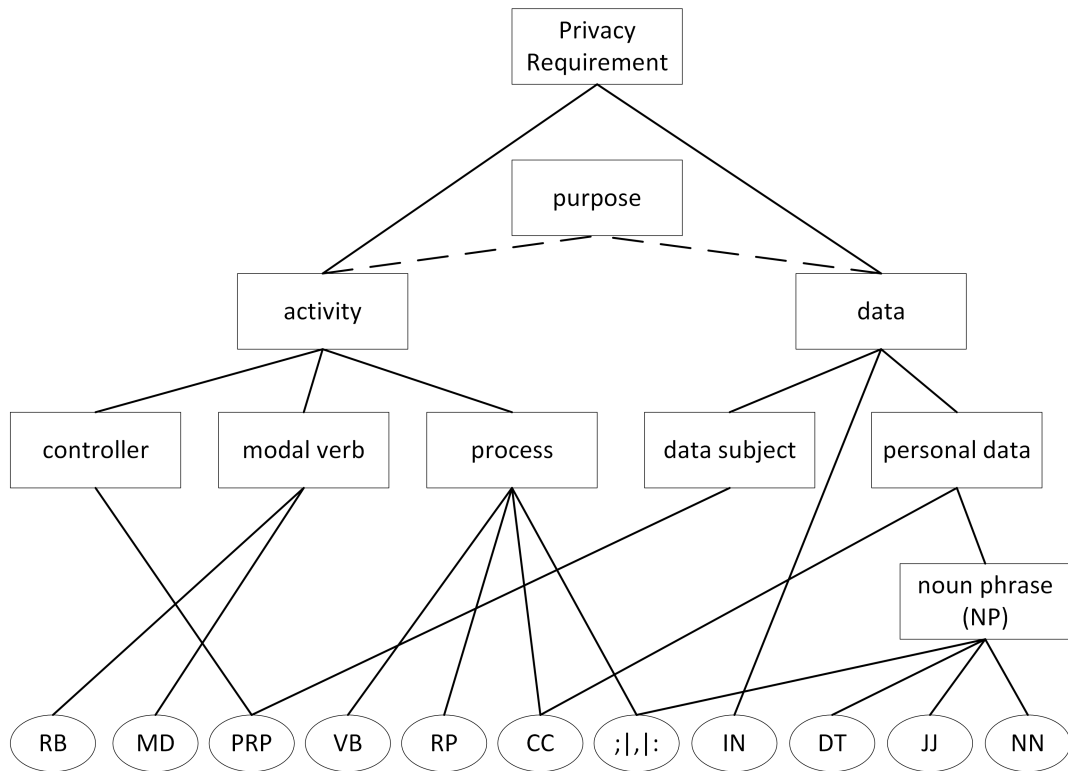 Privacy
Requirement
purpose
activity
data
controller
modal verb
process
data subject
personal data
noun phrase
(NP)
RB
MD
PRP
VB
RP
CC
;|,|:
IN
DT
JJ
NN